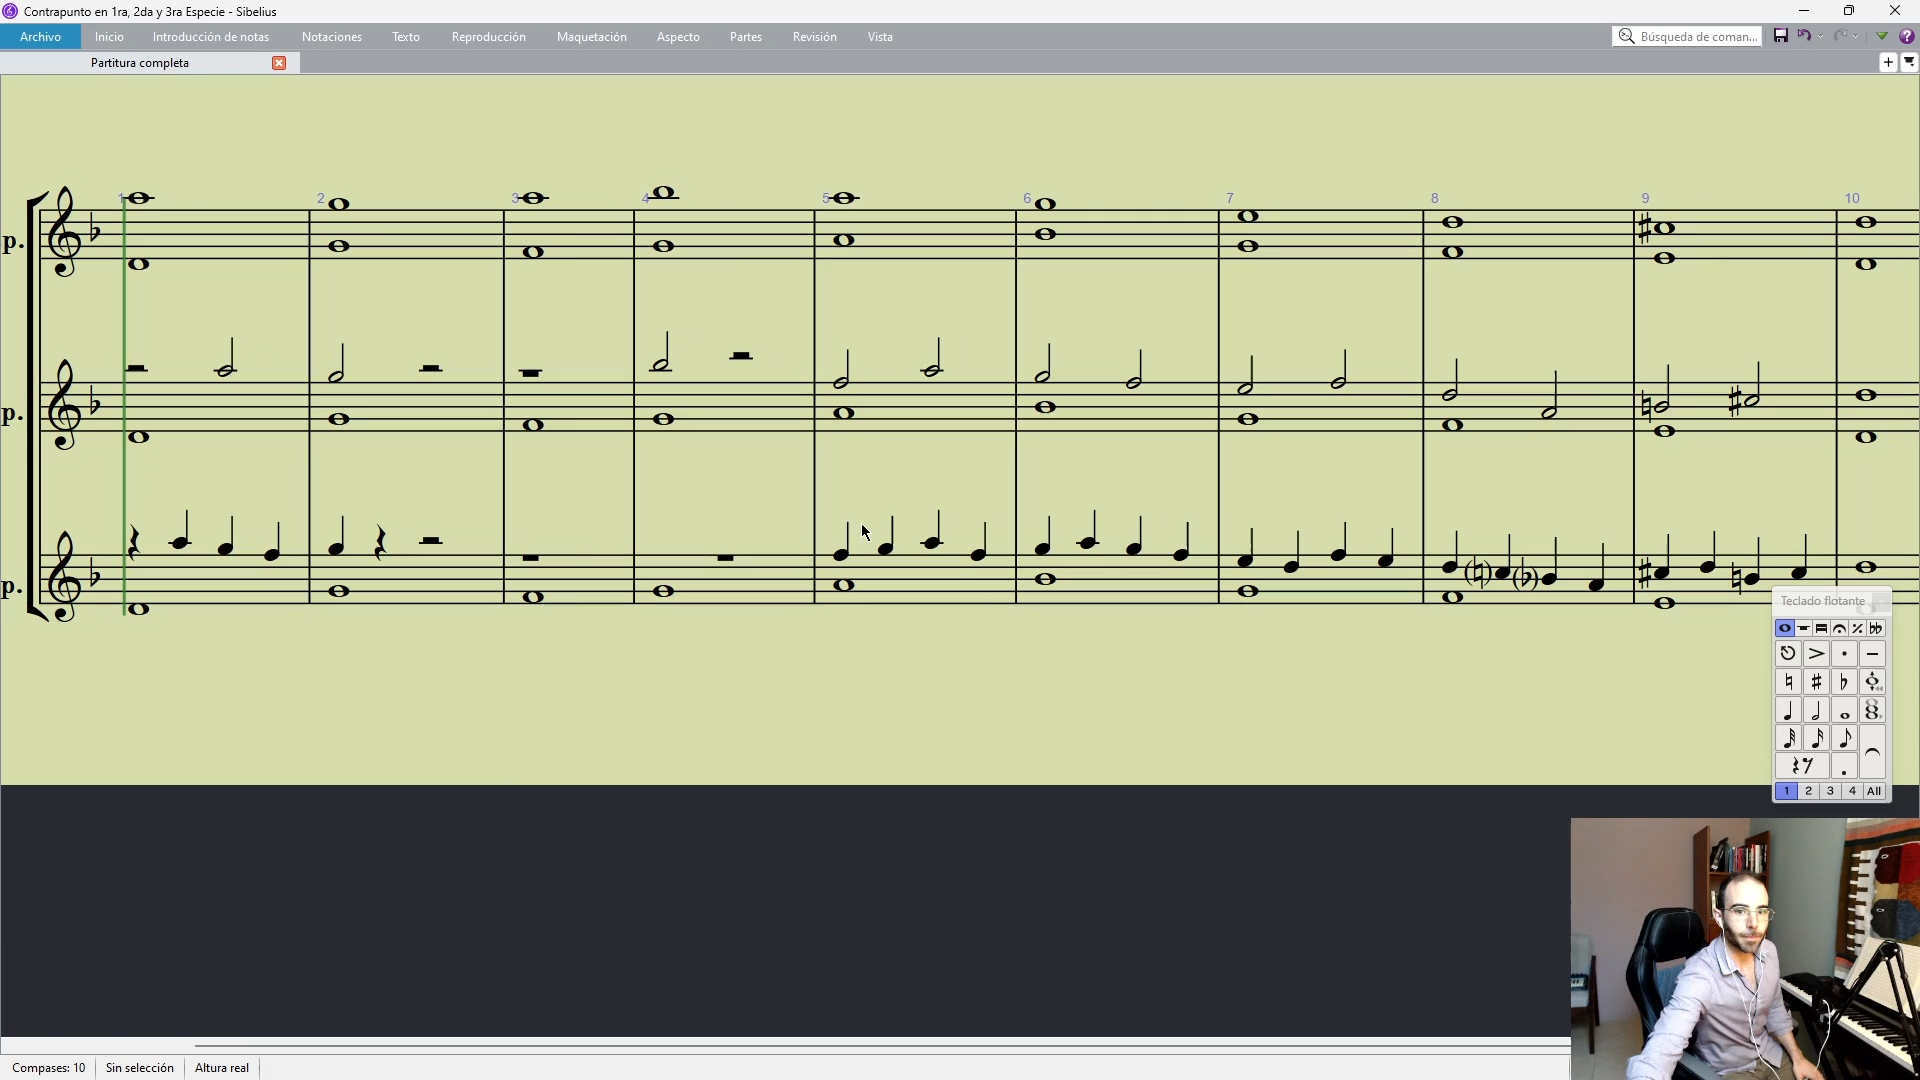 Contrapunto en 1ra, 2da y 3ra Especie - Sibelius
Archivo Inicio Introducción de notas Notaciones Texto Reproducción Maquetación Aspecto Partes Revisión Vista Búsqueda de coman...
Partitura completa
1 2 3 4 5 6 7 8 9 10
p.
p.
p.
Teclado flotante
1 2 3 4 All
Compases: 10 Sin selección Altura real